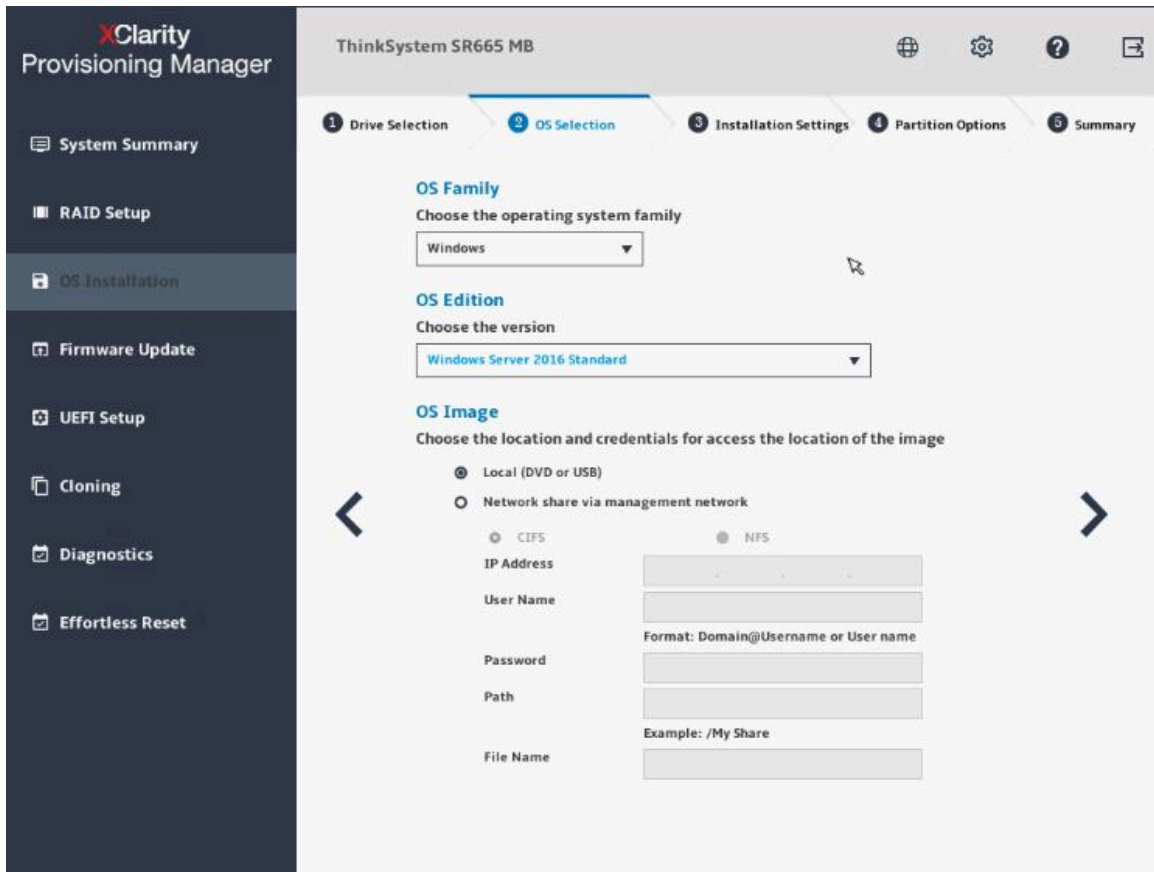 XClarity
Provisioning Manager
ThinkSystem SR665 MB
System Summary
RAID Setup
OS Installation
Firmware Update
UEFI Setup
Cloning
Diagnostics
Effortless Reset
1 Drive Selection
2 OS Selection
3 Installation Settings
4 Partition Options
5 Summary
OS Family
Choose the operating system family
Windows
OS Edition
Choose the version
Windows Server 2016 Standard
OS Image
Choose the location and credentials for access the location of the image
Local (DVD or USB)
Network share via management network
CIFS NFS
IP Address . . .
User Name
Format: Domain@Username or User name
Password
Path
Example: /My Share
File Name